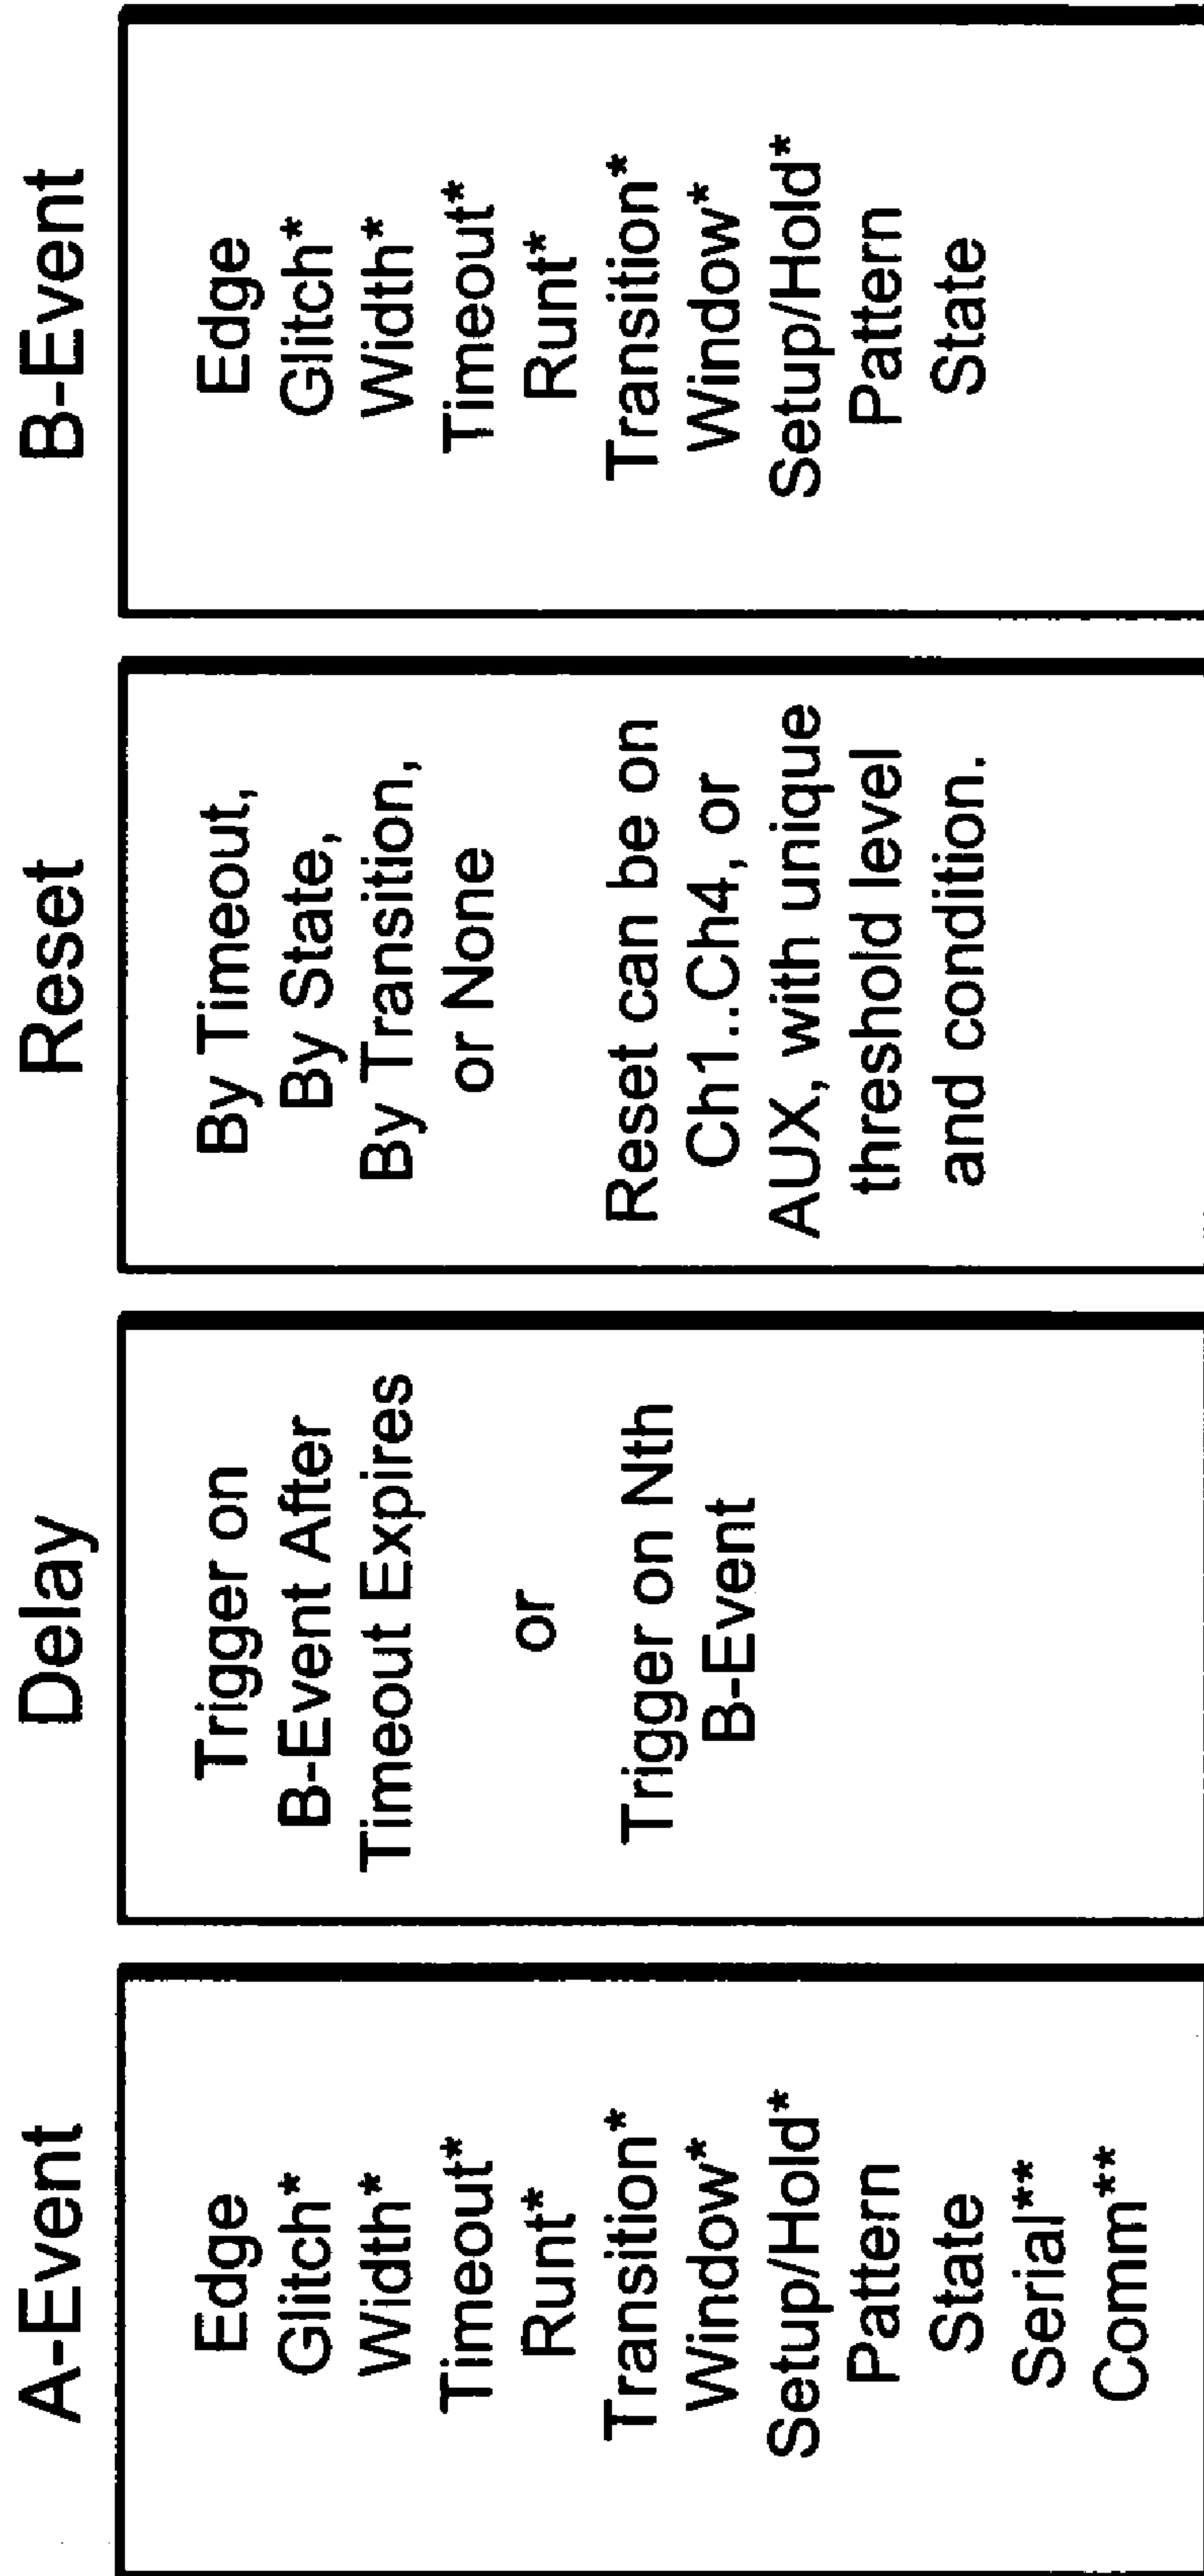 A-Event
Edge
Glitch*
Width*
Timeout*
Runt*
Transition*
Window*
Setup/Hold*
Pattern
State
Serial**
Comm**
Delay
Trigger on
B-Event After
Timeout Expires
or
Trigger on Nth
B-Event
Reset
By Timeout,
By State,
By Transition,
or None
Reset can be on
Ch1..Ch4, or
AUX, with unique
threshold level
and condition.
B-Event
Edge
Glitch*
Width*
Timeout*
Runt*
Transition*
Window*
Setup/Hold*
Pattern
State